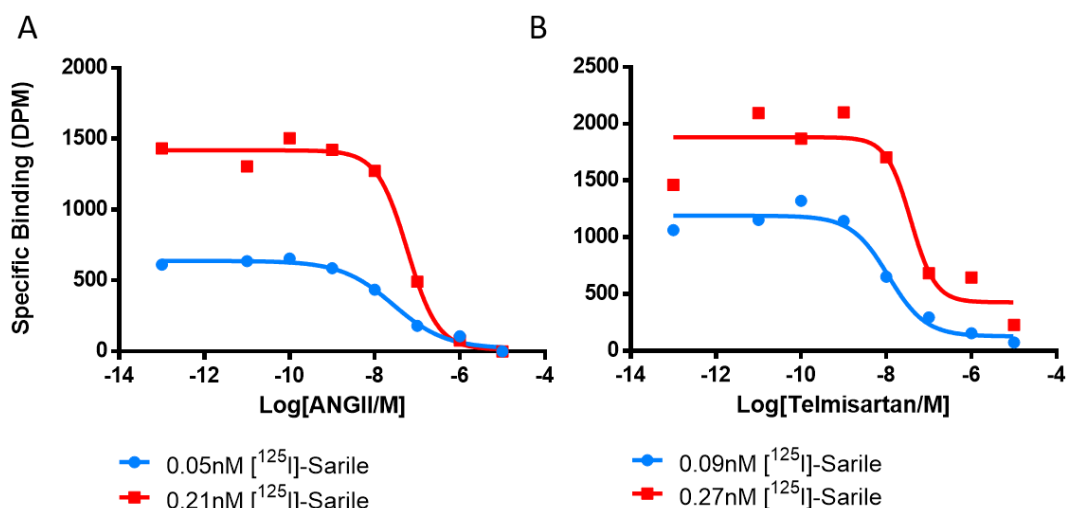 A
B
Specific Binding (DPM)
2000
1500
1000
500
0
-14
-12
-10
-8
-6
-4
Log[ANGII/M]
0.05nM [¹²⁵I]-Sarile
0.21nM [¹²⁵I]-Sarile
2500
2000
1500
1000
500
0
-14
-12
-10
-8
-6
-4
Log[Telmisartan/M]
0.09nM [¹²⁵I]-Sarile
0.27nM [¹²⁵I]-Sarile